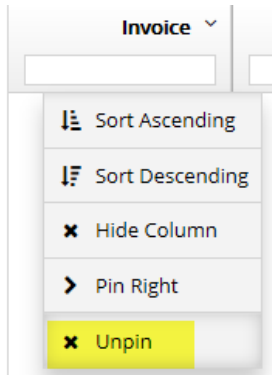 Invoice
Sort Ascending
Sort Descending
Hide Column
Pin Right
Unpin